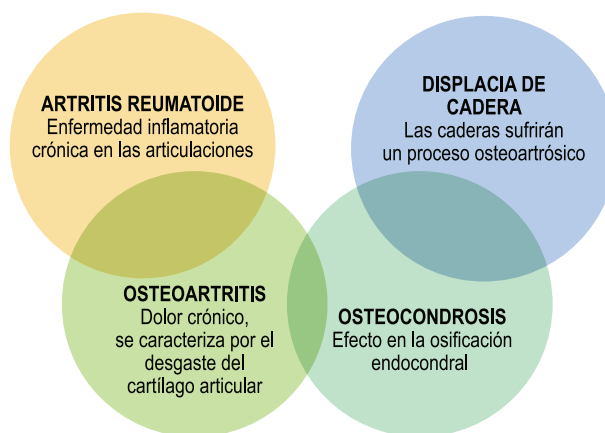 ARTRITIS REUMATOIDE
Enfermedad inflamatoria
crónica en las articulaciones
DISPLACIA DE
CADERA
Las caderas sufrirán
un proceso osteoartrósico
OSTEOARTRITIS
Dolor crónico,
se caracteriza por el
desgaste del
cartílago articular
OSTEOCONDROSIS
Efecto en la osificación
endocondral